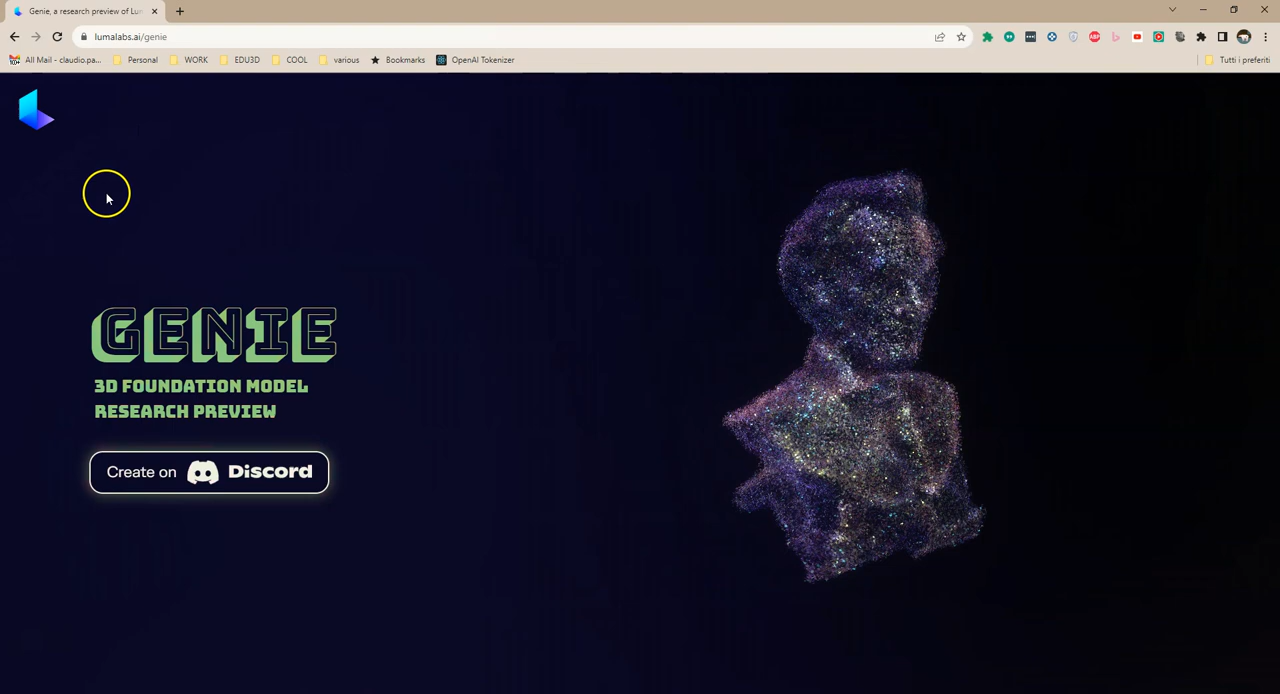 Genie, a research preview of Lum
lumalabs.ai/genie
All Mail - claudio.pa...
Personal
WORK
EDU3D
COOL
various
Bookmarks
OpenAI Tokenizer
Tutti i preferiti
GENIE
3D FOUNDATION MODEL
RESEARCH PREVIEW
Create on Discord